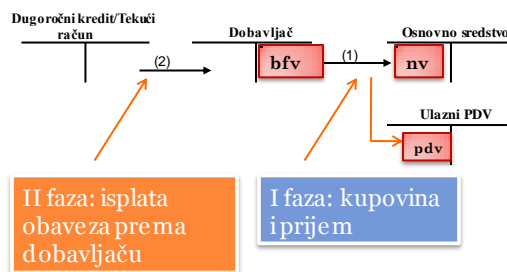 Dugoročni kredit/Tekući
račun
Dobavljač
Osnovno sredstvo
(2)
bfv
(1)
nv
Ulazni PDV
pdv
II faza: isplata
obaveza prema
dobavljaču
I faza: kupovina
i prijem